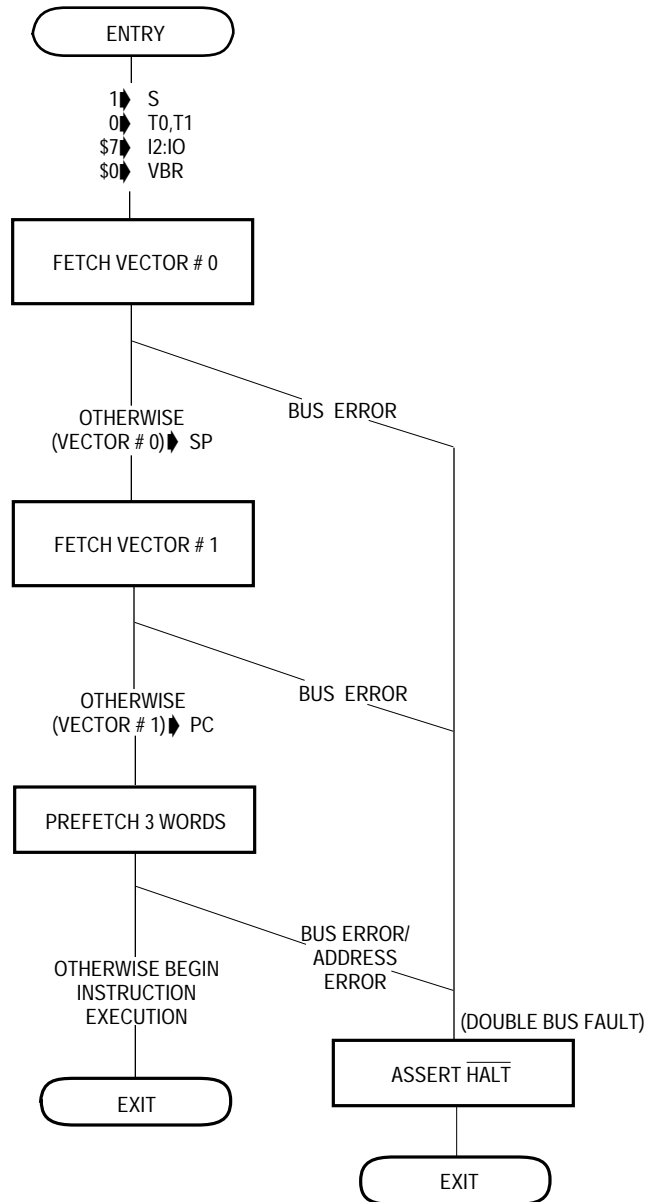 ENTRY
1 S
0 T0,T1
$7 I2:IO
$0 VBR
FETCH VECTOR # 0
BUS ERROR
OTHERWISE
(VECTOR # 0) SP
FETCH VECTOR # 1
BUS ERROR
OTHERWISE
(VECTOR # 1) PC
PREFETCH 3 WORDS
BUS ERROR/
ADDRESS
ERROR
OTHERWISE BEGIN
INSTRUCTION
EXECUTION
(DOUBLE BUS FAULT)
ASSERT HALT
EXIT
EXIT